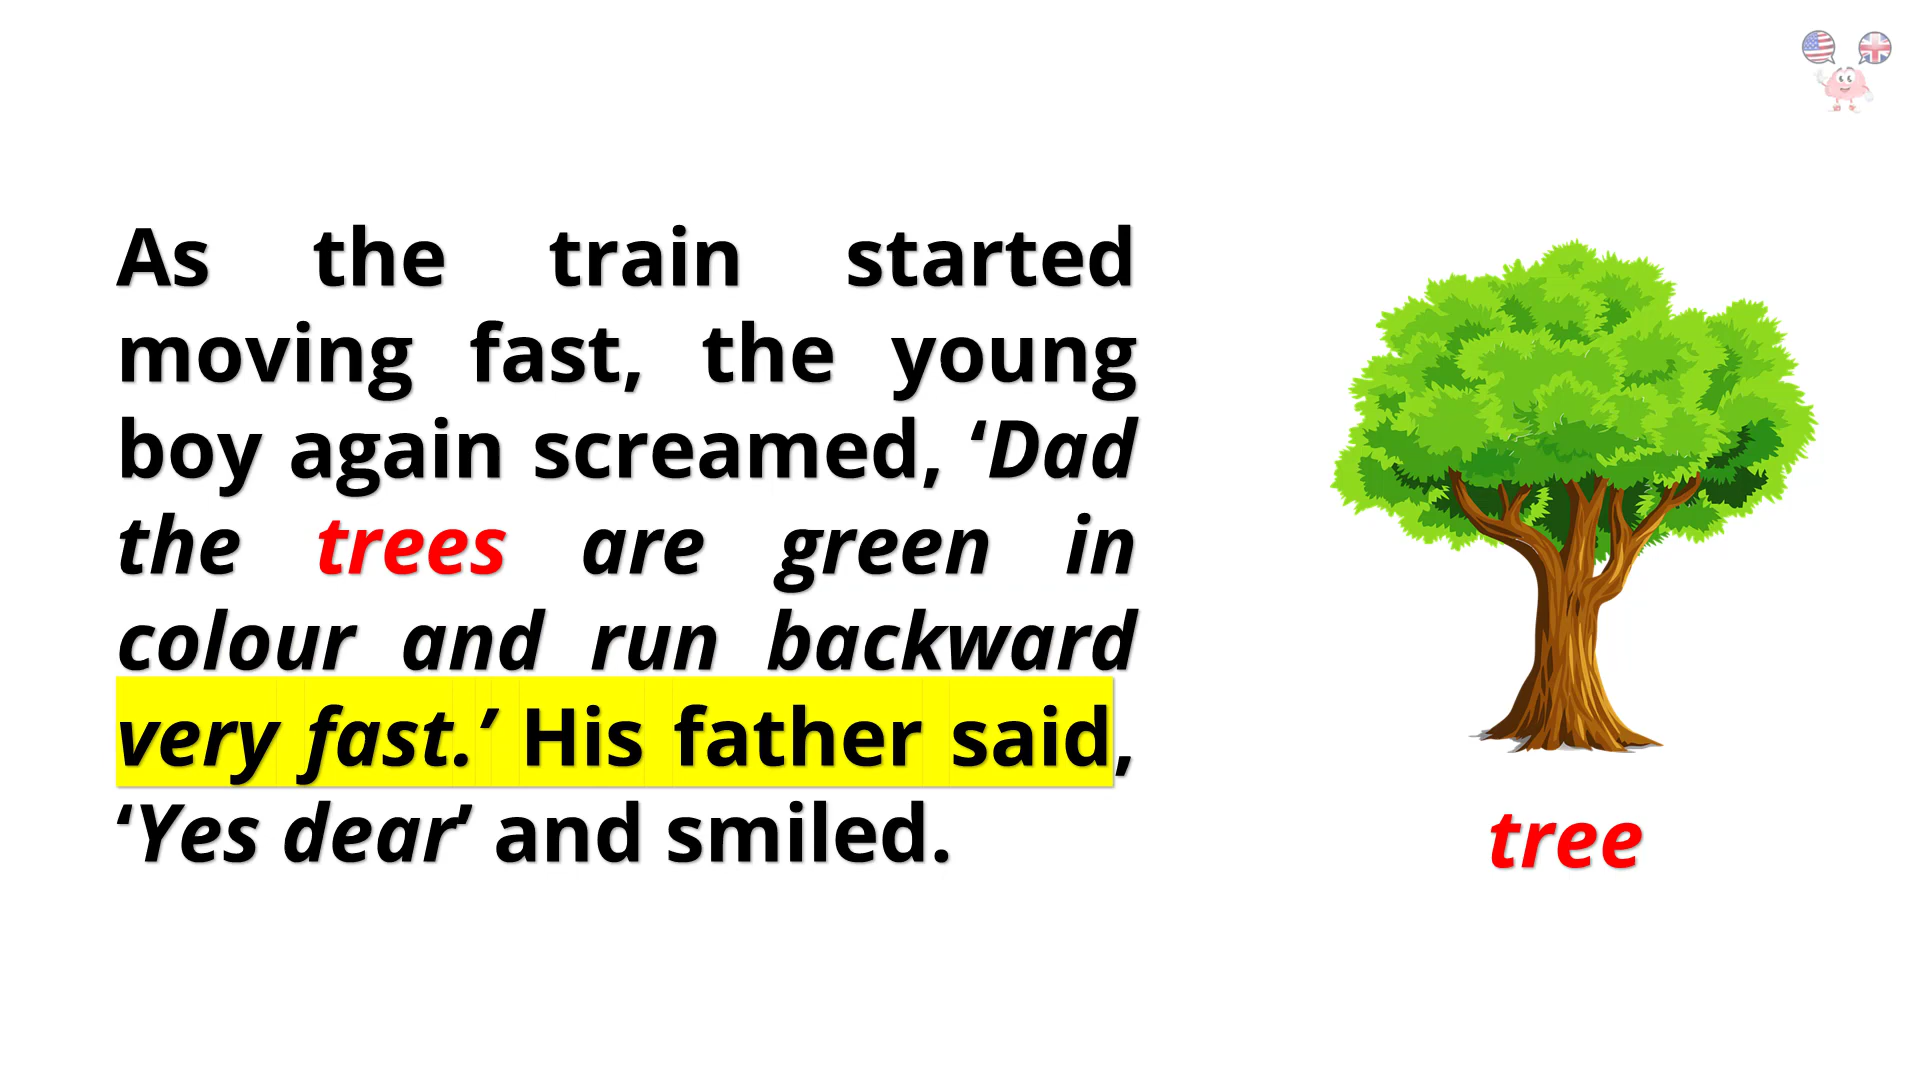 As the train started
moving fast, the young
boy again screamed, ‘Dad
the trees are green in
colour and run backward
very fast.’ His father said,
‘Yes dear’ and smiled.
tree